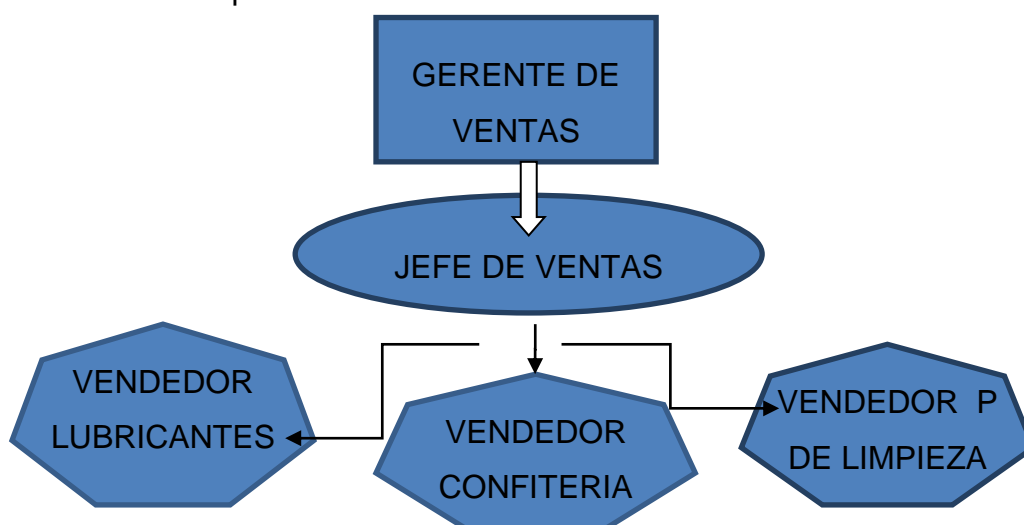 GERENTE DE
VENTAS
JEFE DE VENTAS
VENDEDOR
LUBRICANTES
VENDEDOR
CONFITERIA
VENDEDOR P
DE LIMPIEZA